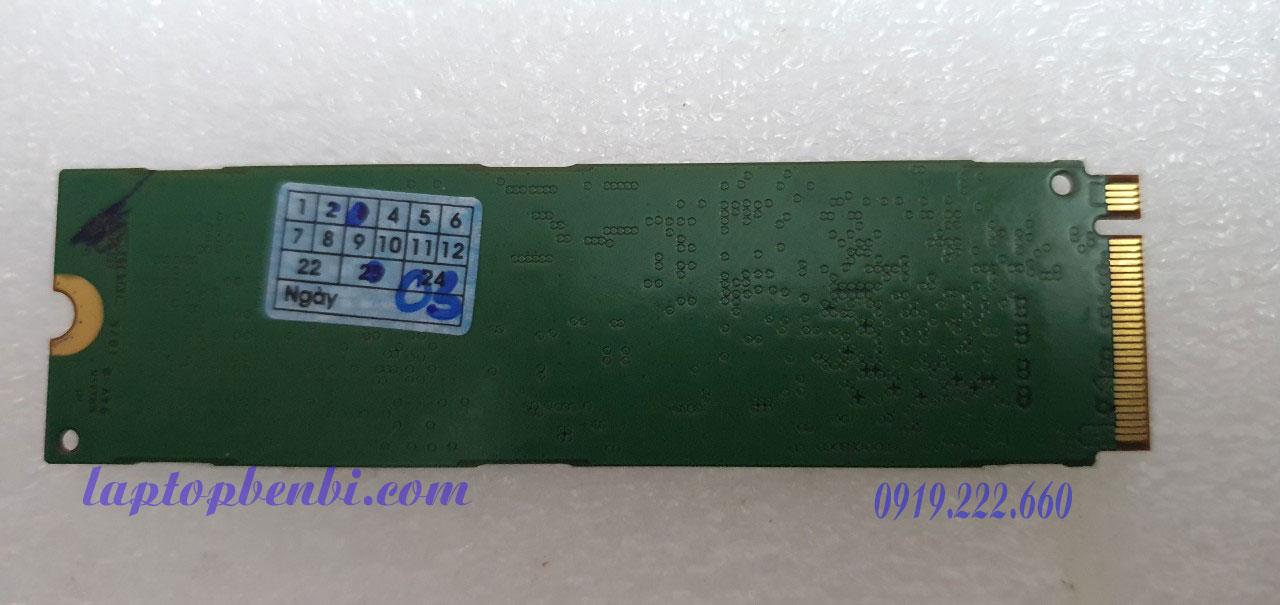 1 2 4 5 6
7 8 9 10 11 12
22 23 24
Ngày 03
94V
laptopbenbi.com
0919.222.660